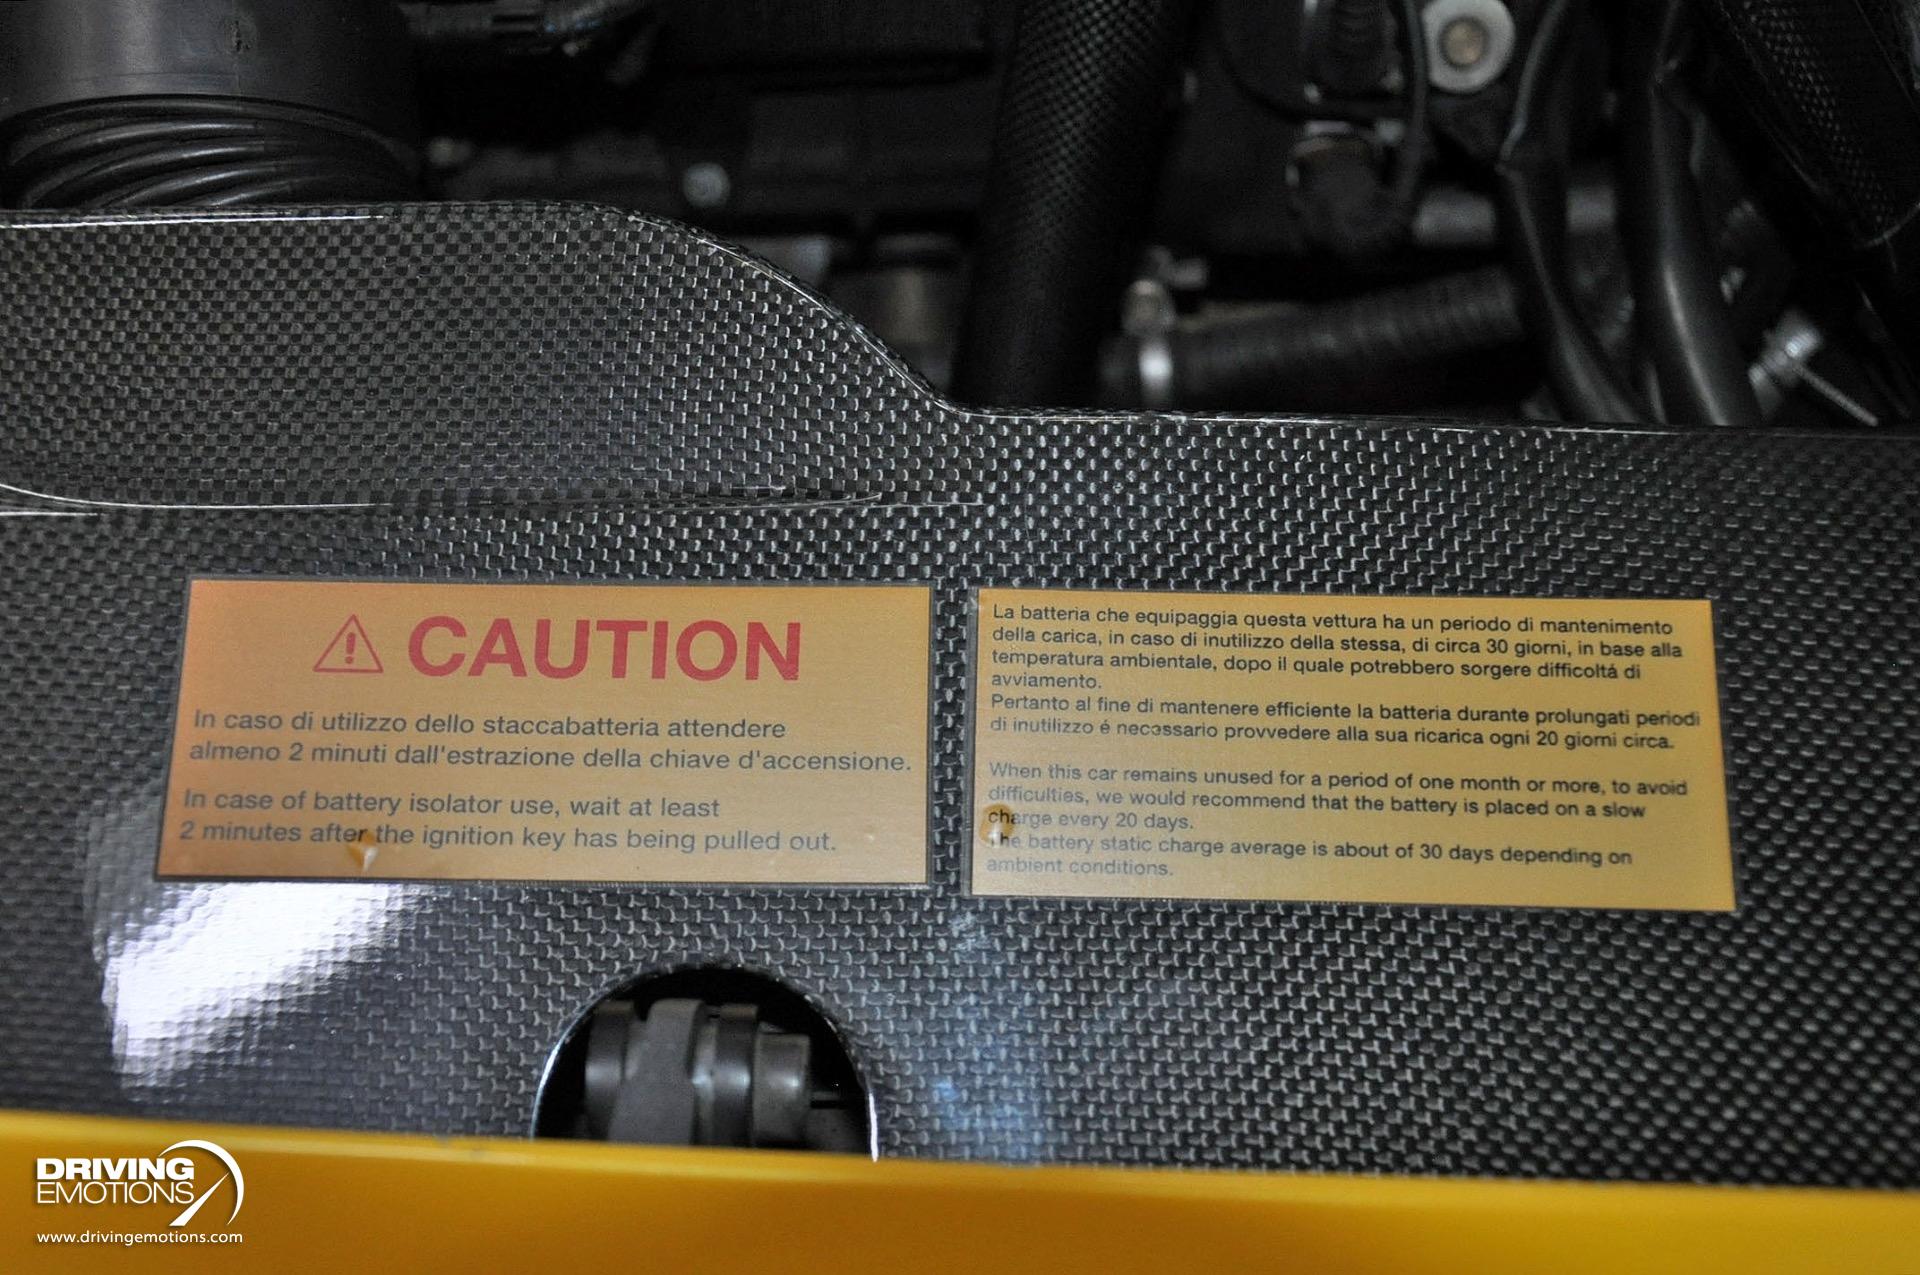 CAUTION
In caso di utilizzo dello staccabatteria attendere
almeno 2 minuti dall'estrazione della chiave d'accensione.
In case of battery isolator use, wait at least
2 minutes after the ignition key has being pulled out.
La batteria che equipaggia questa vettura ha un periodo di mantenimento
della carica, in caso di inutilizzo della stessa, di circa 30 giorni, in base alla
temperatura ambientale, dopo il quale potrebbero sorgere difficoltá di
avviamento.
Pertanto al fine di mantenere efficiente la batteria durante prolungati periodi
di inutilizzo é necessario provvedere alla sua ricarica ogni 20 giorni circa.
When this car remains unused for a period of one month or more, to avoid
difficulties, we would recommend that the battery is placed on a slow
charge every 20 days.
The battery static charge average is about of 30 days depending on
ambient conditions.
DRIVING
EMOTIONS
www.drivingemotions.com